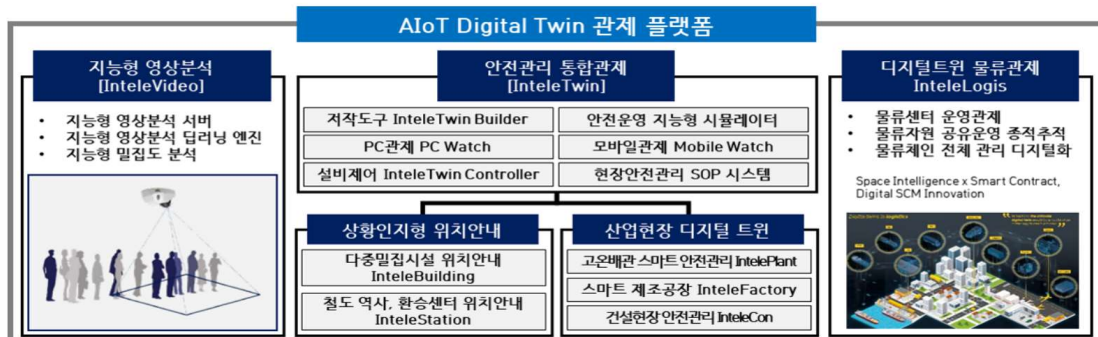 AIoT Digital Twin 관제 플랫폼
지능형 영상분석
[InteleVideo]
• 지능형 영상분석 서버
• 지능형 영상분석 딥러닝 엔진
• 지능형 밀집도 분석
안전관리 통합관제
[InteleTwin]
저작도구 InteleTwin Builder
안전운영 지능형 시뮬레이터
PC관제 PC Watch
모바일관제 Mobile Watch
설비제어 InteleTwin Controller
현장안전관리 SOP 시스템
상황인지형 위치안내
다중밀집시설 위치안내
InteleBuilding
철도 역사, 환승센터 위치안내
InteleStation
산업현장 디지털 트윈
고온배관 스마트 안전관리 IntelePlant
스마트 제조공장 InteleFactory
건설현장 안전관리 InteleCon
디지털트윈 물류관제
InteleLogis
• 물류센터 운영관제
• 물류자원 공유운영 종적추적
• 물류체인 전체 관리 디지털화
Space Intelligence x Smart Contract,
Digital SCM Innovation